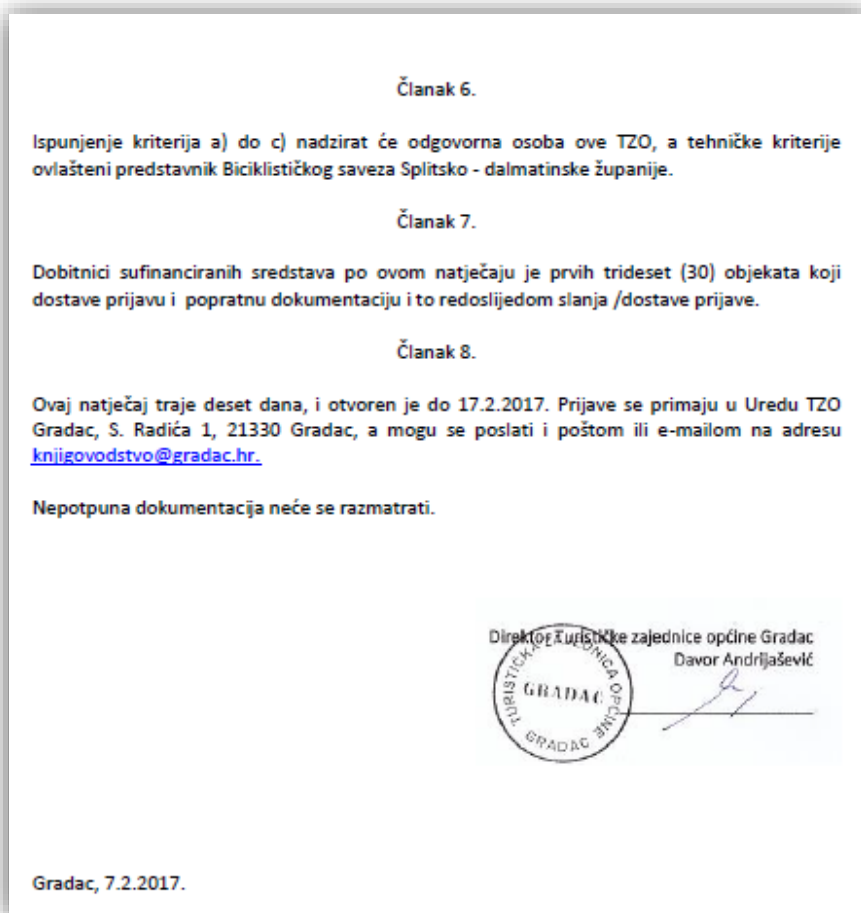 Članak 6.
Ispunjenje kriterija a) do c) nadzirat će odgovorna osoba ove TZO, a tehničke kriterije
ovlašteni predstavnik Biciklističkog saveza Splitsko - dalmatinske županije.
Članak 7.
Dobitnici sufinanciranih sredstava po ovom natječaju je prvih trideset (30) objekata koji
dostave prijavu i popratnu dokumentaciju i to redoslijedom slanja /dostave prijave.
Članak 8.
Ovaj natječaj traje deset dana, i otvoren je do 17.2.2017. Prijave se primaju u Uredu TZO
Gradac, S. Radića 1, 21330 Gradac, a mogu se poslati i poštom ili e-mailom na adresu
knjigovodstvo@gradac.hr.
Nepotpuna dokumentacija neće se razmatrati.
Direktor Turističke zajednice općine Gradac
Davor Andrijašević
TURISTIČKA ZAJEDNICA OPĆINE
GRADAC
GRADAC
Gradac, 7.2.2017.